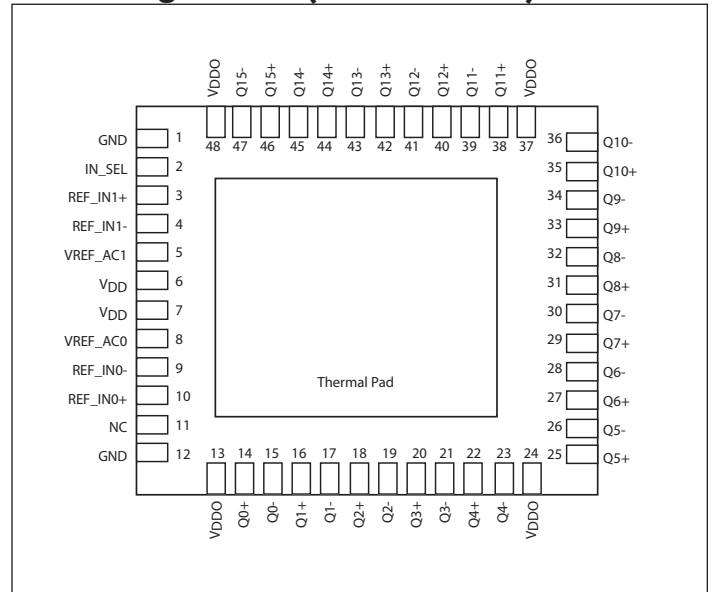 VDDO Q15- Q15+ Q14- Q14+ Q13- Q13+ Q12- Q12+ Q11- Q11+ VDDO
48 47 46 45 44 43 42 41 40 39 38 37
GND 1
IN_SEL 2
REF_IN1+ 3
REF_IN1- 4
VREF_AC1 5
VDD 6
VDD 7
VREF_AC0 8
REF_IN0- 9
REF_IN0+ 10
NC 11
GND 12
Thermal Pad
36 Q10-
35 Q10+
34 Q9-
33 Q9+
32 Q8-
31 Q8+
30 Q7-
29 Q7+
28 Q6-
27 Q6+
26 Q5-
25 Q5+
13 14 15 16 17 18 19 20 21 22 23 24
VDDO Q0+ Q0- Q1+ Q1- Q2+ Q2- Q3+ Q3- Q4+ Q4- VDDO